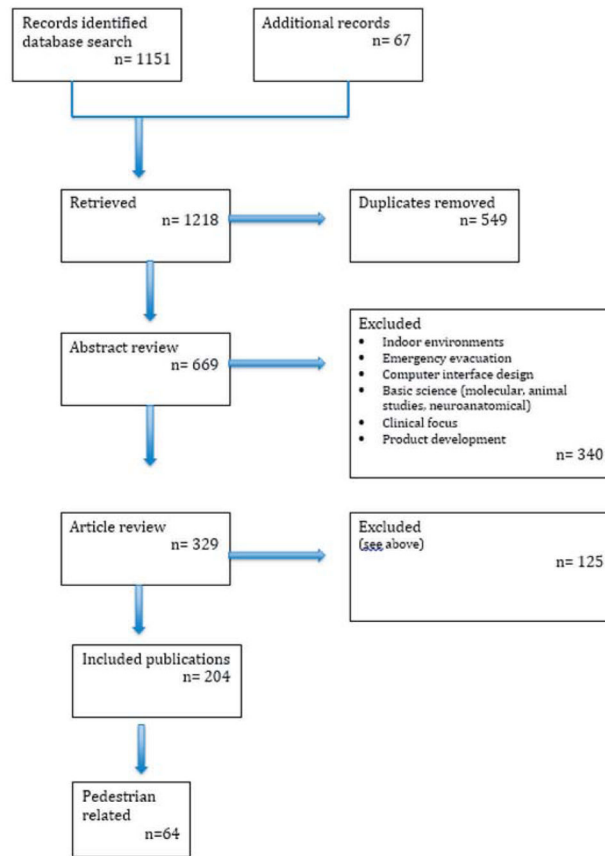 Records identified
database search
n= 1151
Additional records
n= 67
Retrieved
n= 1218
Duplicates removed
n= 549
Abstract review
n= 669
Excluded
• Indoor environments
• Emergency evacuation
• Computer interface design
• Basic science (molecular, animal
studies, neuroanatomical)
• Clinical focus
• Product development
n= 340
Article review
n= 329
Excluded
(see above)
n= 125
Included publications
n= 204
Pedestrian
related
n=64